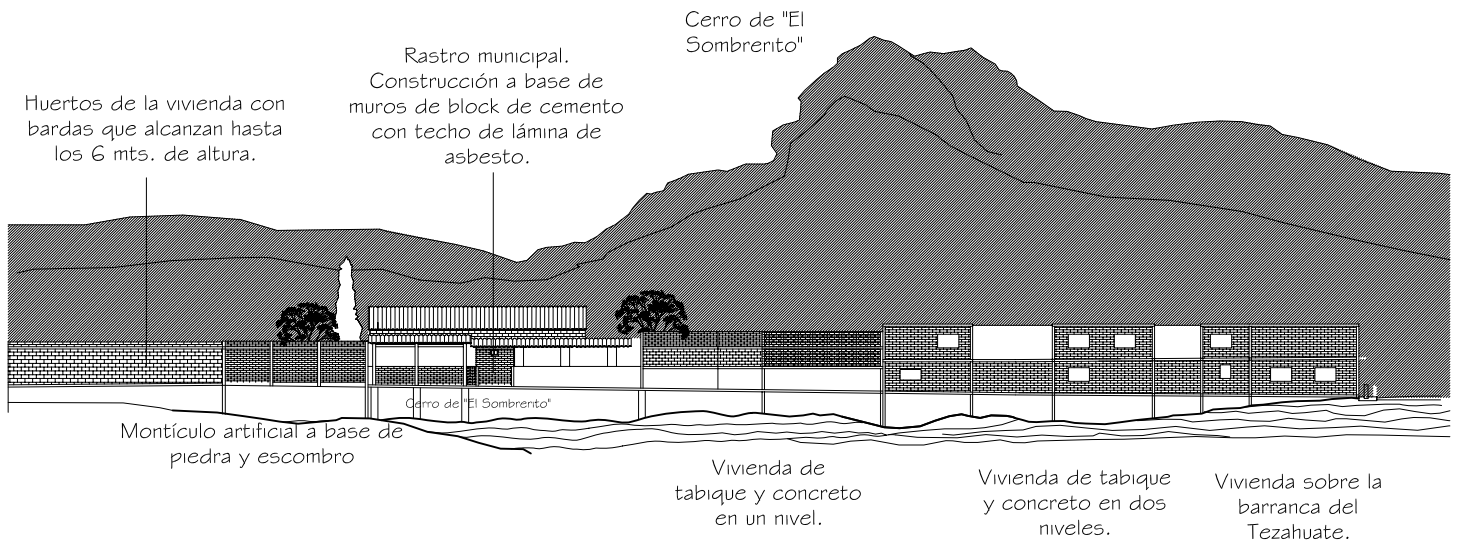 Cerro de "El
Sombrerito"
Rastro municipal.
Construcción a base de
muros de block de cemento
con techo de lámina de
asbesto.
Huertos de la vivienda con
bardas que alcanzan hasta
los 6 mts. de altura.
Cerro de "El Sombrerito"
Montículo artificial a base de
piedra y escombro
Vivienda de
tabique y concreto
en un nivel.
Vivienda de tabique
y concreto en dos
niveles.
Vivienda sobre la
barranca del
Tezahuate.